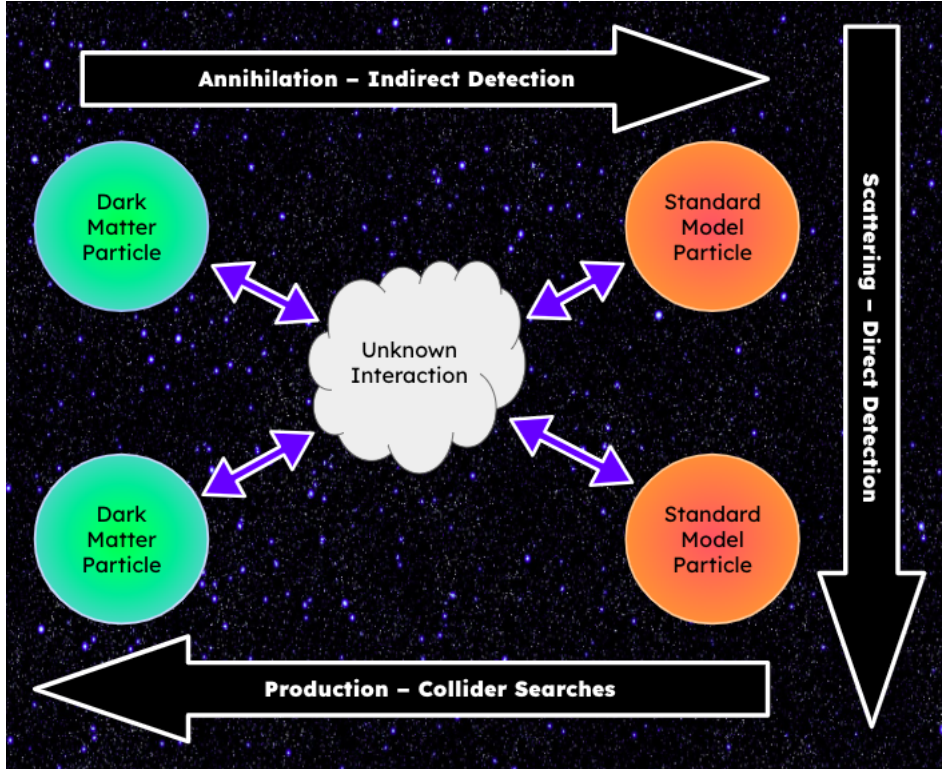 Annihilation – Indirect Detection
Dark
Matter
Particle
Standard
Model
Particle
Scattering – Direct Detection
Unknown
Interaction
Dark
Matter
Particle
Standard
Model
Particle
Production – Collider Searches